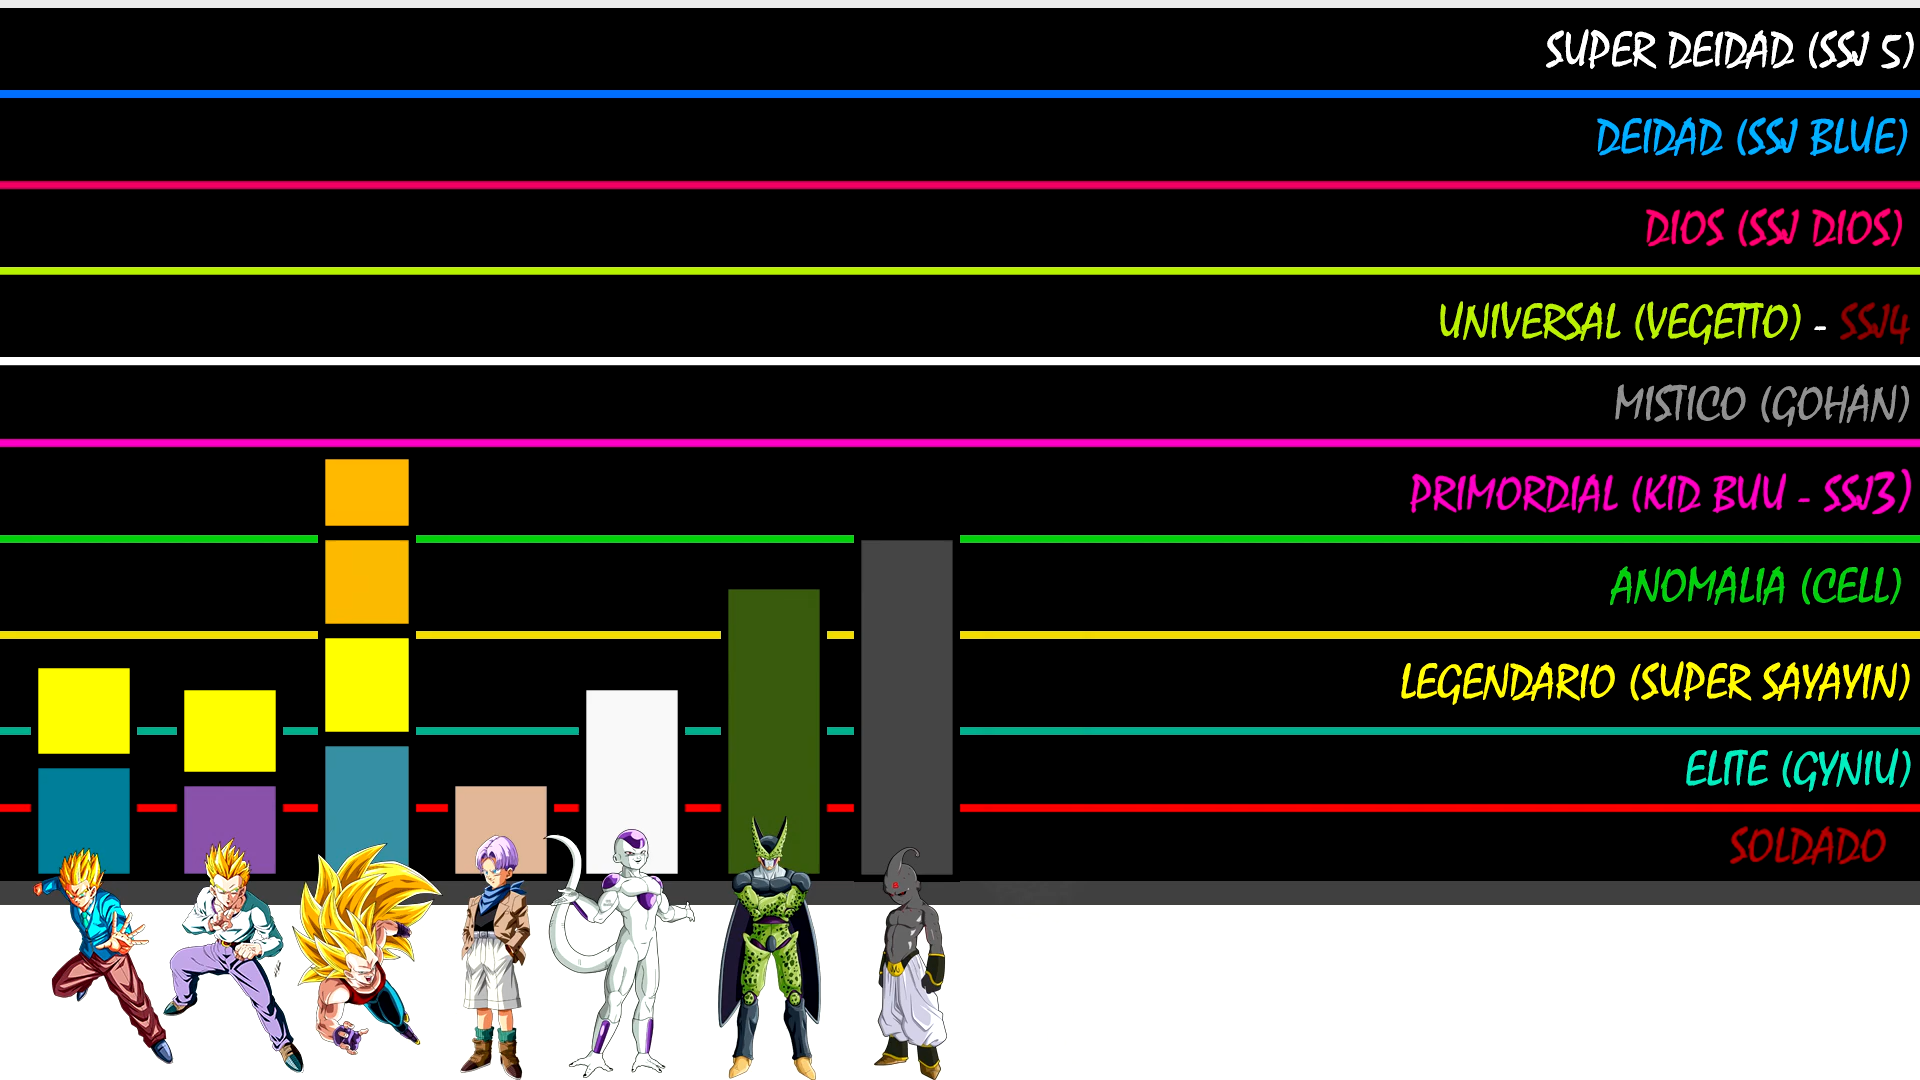 SUPER DEIDAD (SSJ 5)
DEIDAD (SSJ BLUE)
DIOS (SSJ DIOS)
UNIVERSAL (VEGETTO) - SSJ4
MISTICO (GOHAN)
PRIMORDIAL (KID BUU - SSJ3)
ANOMALIA (CELL)
LEGENDARIO (SUPER SAYAYIN)
ELITE (GYNIU)
SOLDADO